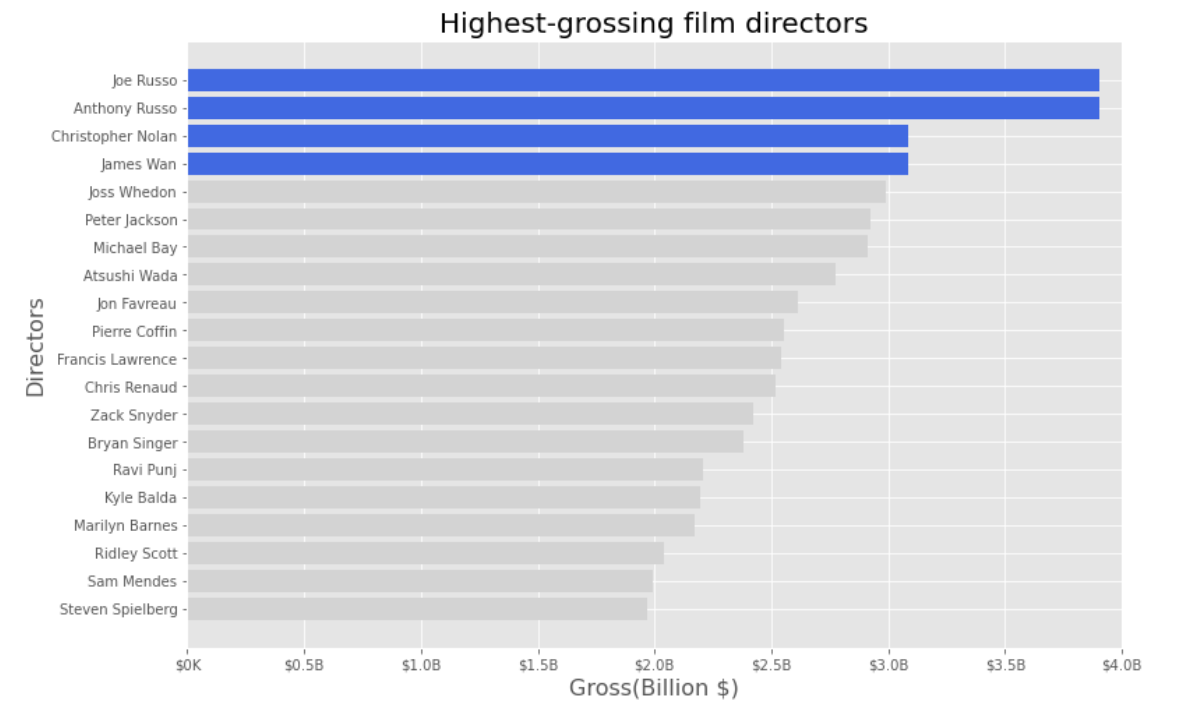 Highest-grossing film directors
Joe Russo
Anthony Russo
Christopher Nolan
James Wan
Joss Whedon
Peter Jackson
Michael Bay
Atsushi Wada
Jon Favreau
Pierre Coffin
Francis Lawrence
Chris Renaud
Zack Snyder
Bryan Singer
Ravi Punj
Kyle Balda
Marilyn Barnes
Ridley Scott
Sam Mendes
Steven Spielberg
Directors
$0K $0.5B $1.0B $1.5B $2.0B $2.5B $3.0B $3.5B $4.0B
Gross(Billion $)